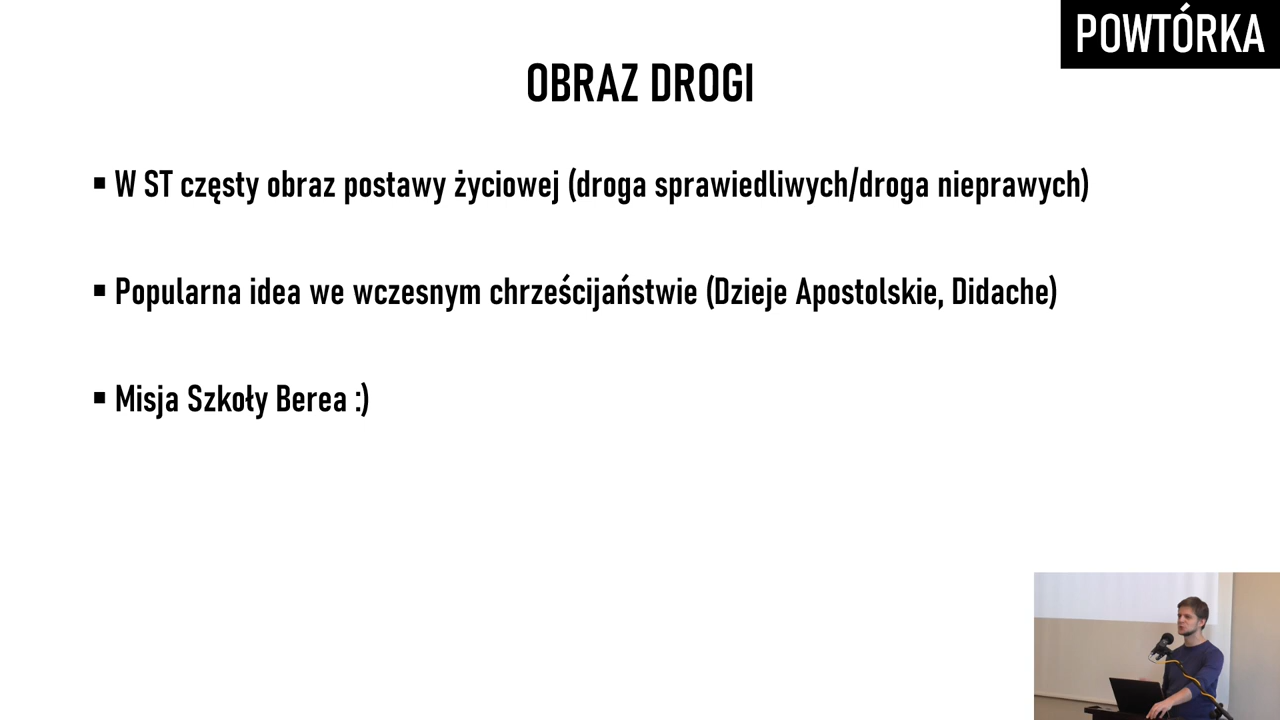 POWTÓRKA
OBRAZ DROGI
▪ W ST częsty obraz postawy życiowej (droga sprawiedliwych/droga nieprawych)
▪ Popularna idea we wczesnym chrześcijaństwie (Dzieje Apostolskie, Didache)
▪ Misja Szkoły Berea :)